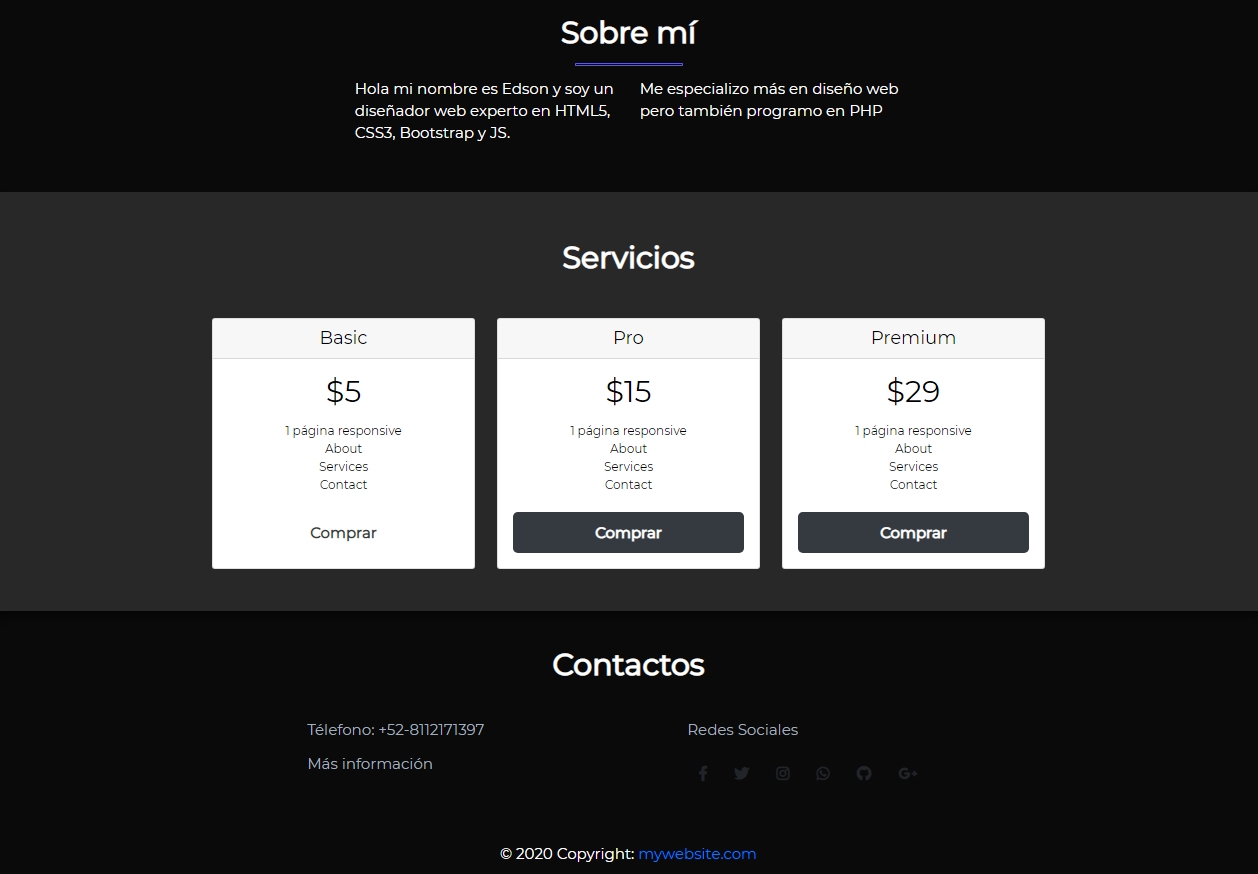 Sobre mí
Hola mi nombre es Edson y soy un
diseñador web experto en HTML5,
CSS3, Bootstrap y JS.
Me especializo más en diseño web
pero también programo en PHP
Servicios
Basic
$5
1 página responsive
About
Services
Contact
Comprar
Pro
$15
1 página responsive
About
Services
Contact
Comprar
Premium
$29
1 página responsive
About
Services
Contact
Comprar
Contactos
Télefono: +52-8112171397
Más información
Redes Sociales
© 2020 Copyright: mywebsite.com